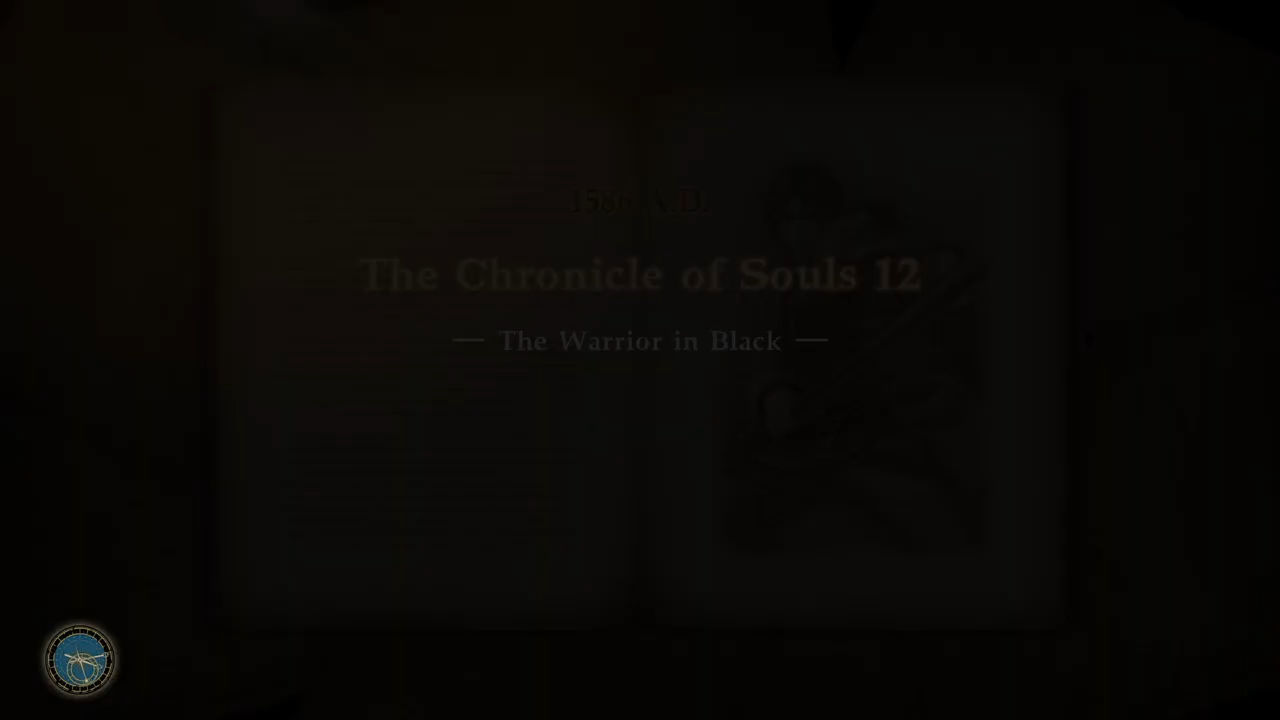 1586 A.D.
The Chronicle of Souls 12
— The Warrior in Black —